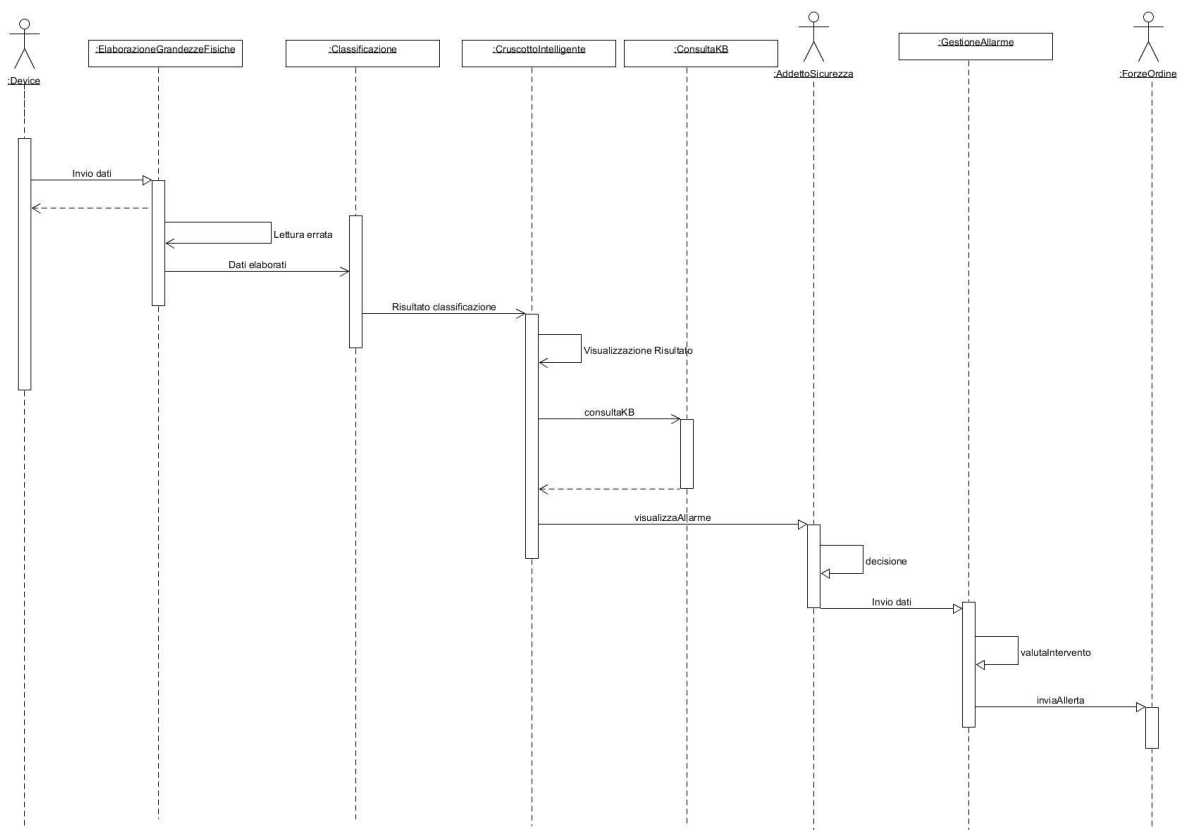 :ElaborazioneGrandezzeFisiche
:Classificazione
:CruscottoIntelligente
:ConsultaKB
:GestioneAllarme
:Device
:AddettoSicurezza
:ForzeOrdine
Invio dati
Lettura errata
Dati elaborati
Risultato classificazione
Visualizzazione Risultato
consultaKB
visualizzaAllarme
decisione
Invio dati
valutaIntervento
inviaAllerta